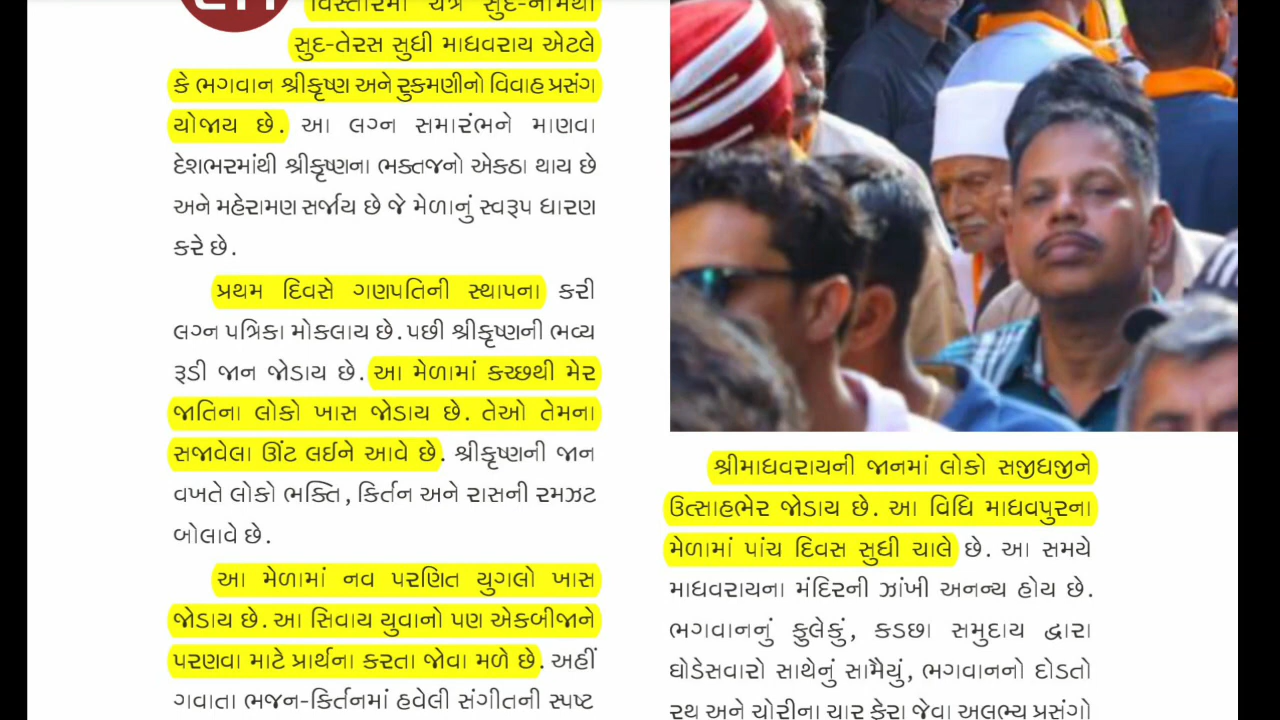 વિસ્તારમાં ચૈત્ર સુદ-નોમથી
સુદ-તેરસ સુધી માધવરાય એટલે
કે ભગવાન શ્રીકૃષ્ણ અને રુકમણીનો વિવાહ પ્રસંગ
યોજાય છે. આ લગ્ન સમારંભને માણવા
દેશભરમાંથી શ્રીકૃષ્ણના ભક્તજનો એકઠા થાય છે
અને મહેરામણ સર્જાય છે જે મેળાનું સ્વરૂપ ધારણ
કરે છે.
પ્રથમ દિવસે ગણપતિની સ્થાપના કરી
લગ્ન પત્રિકા મોકલાય છે. પછી શ્રીકૃષ્ણની ભવ્ય
રૂડી જાન જોડાય છે. આ મેળામાં કચ્છથી મેર
જાતિના લોકો ખાસ જોડાય છે. તેઓ તેમના
સજાવેલા ઊંટ લઈને આવે છે. શ્રીકૃષ્ણની જાન
વખતે લોકો ભક્તિ, કિર્તન અને રાસની રમઝટ
બોલાવે છે.
આ મેળામાં નવ પરણિત યુગલો ખાસ
જોડાય છે. આ સિવાય યુવાનો પણ એકબીજાને
પરણવા માટે પ્રાર્થના કરતા જોવા મળે છે. અહીં
ગવાતા ભજન-કિર્તનમાં હવેલી સંગીતની સ્પષ્ટ
શ્રીમાધવરાયની જાનમાં લોકો સજીધજીને
ઉત્સાહભેર જોડાય છે. આ વિધિ માધવપુરના
મેળામાં પાંચ દિવસ સુધી ચાલે છે. આ સમયે
માધવરાયના મંદિરની ઝાંખી અનન્ય હોય છે.
ભગવાનનું ફુલેકું, કડછા સમુદાય દ્વારા
ઘોડેસવારો સાથેનું સામૈયું, ભગવાનનો દોડતો
રથ અને ચોરીના ચાર ફેરા જેવા અલભ્ય પ્રસંગો